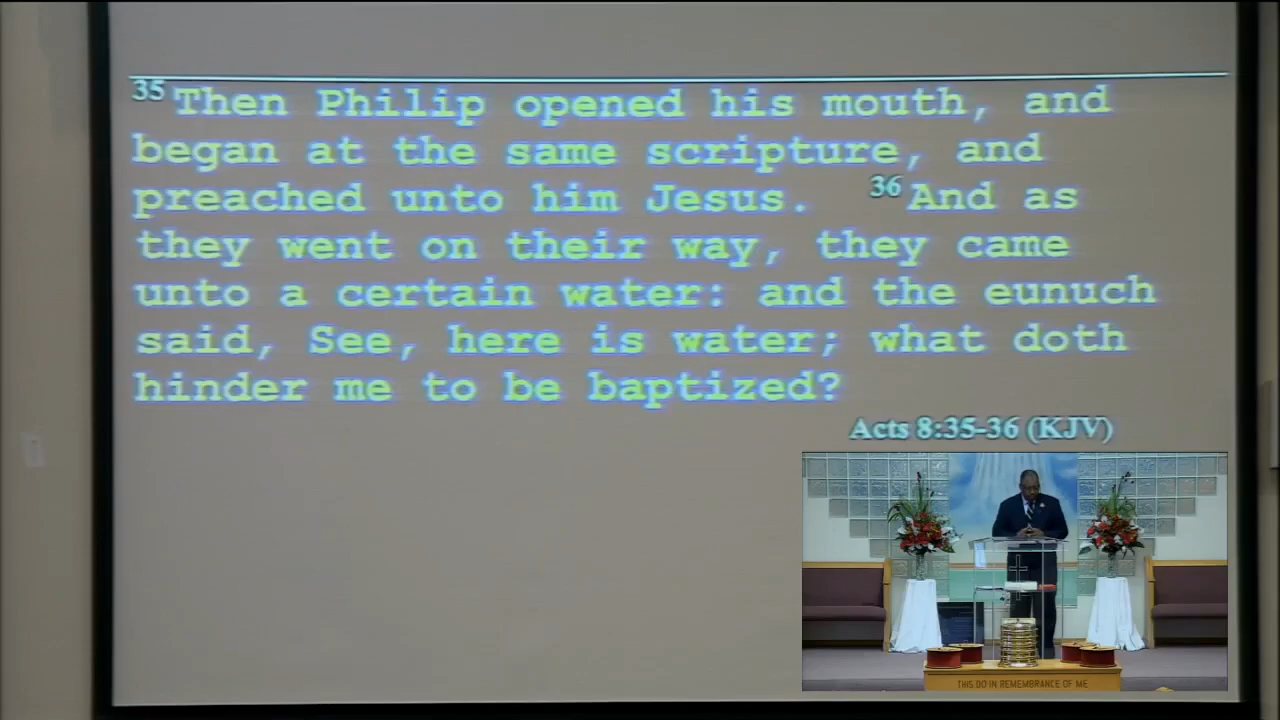 35 Then Philip opened his mouth, and
began at the same scripture, and
preached unto him Jesus. 36 And as
they went on their way, they came
unto a certain water: and the eunuch
said, See, here is water; what doth
hinder me to be baptized?
Acts 8:35-36 (KJV)
THIS DO IN REMEMBRANCE OF ME